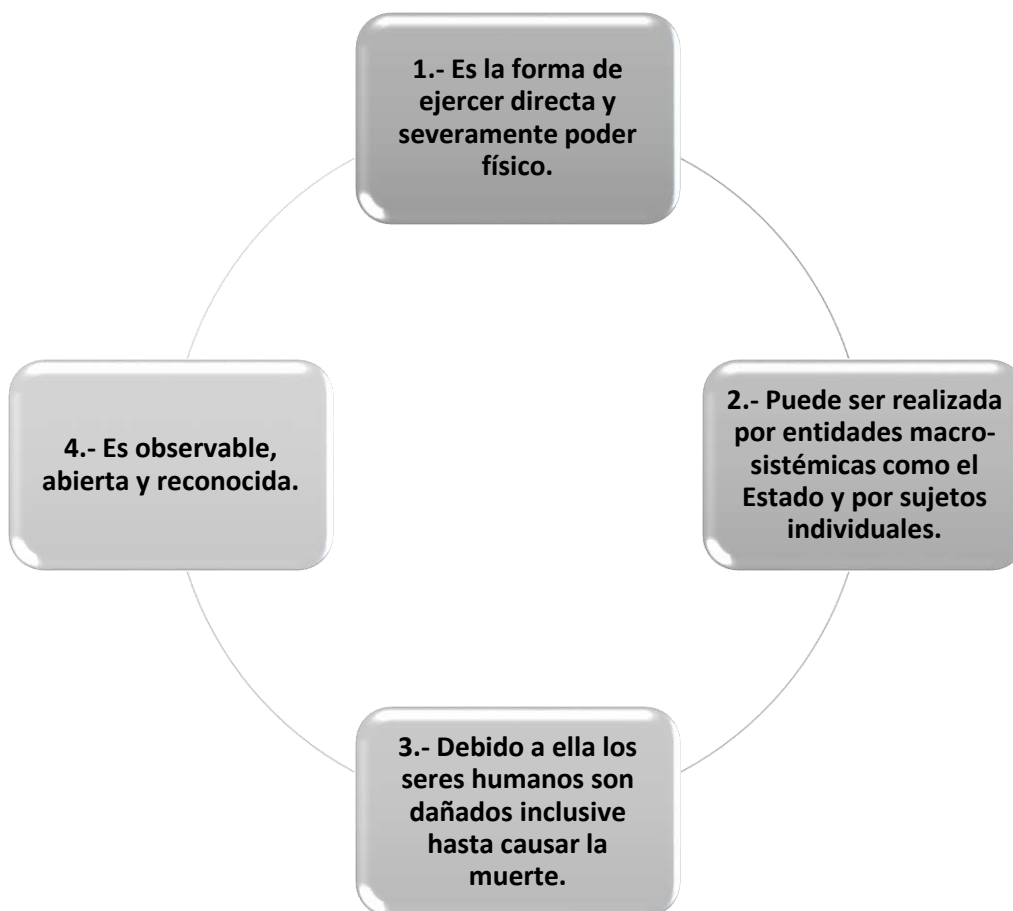 1.- Es la forma de
ejercer directa y
severamente poder
físico.
2.- Puede ser realizada
por entidades macro-
sistémicas como el
Estado y por sujetos
individuales.
3.- Debido a ella los
seres humanos son
dañados inclusive
hasta causar la
muerte.
4.- Es observable,
abierta y reconocida.